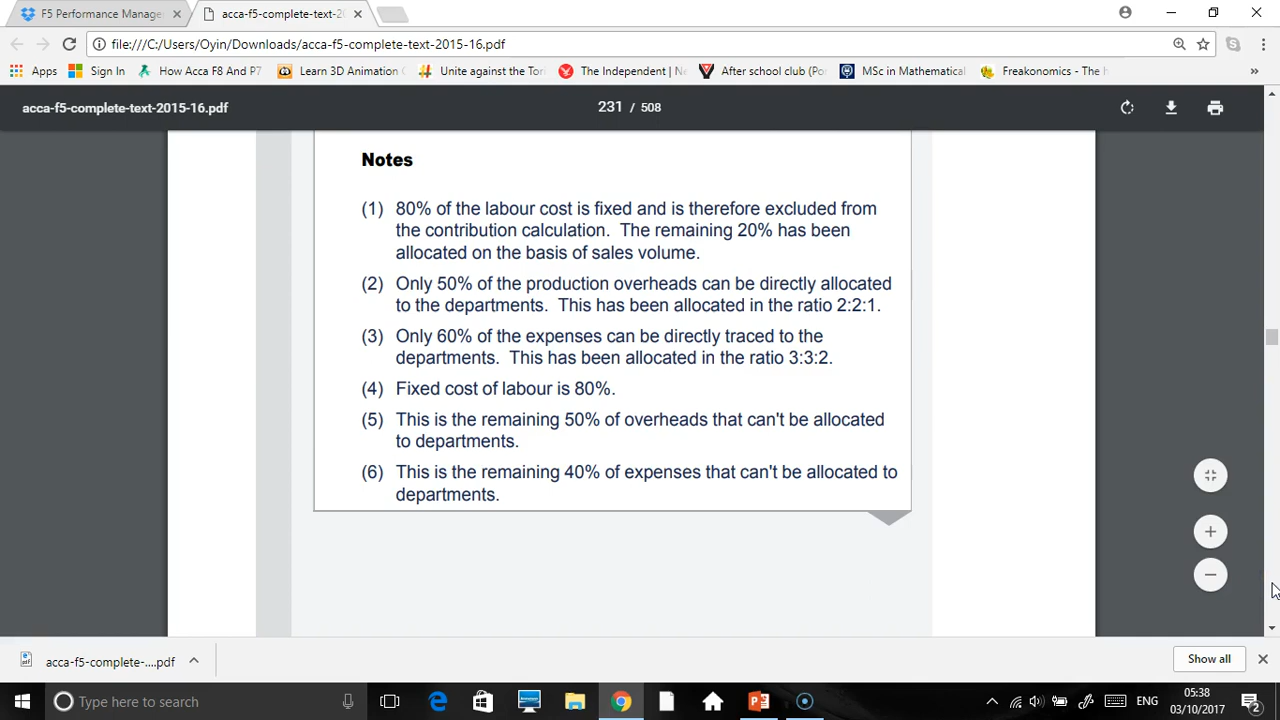 F5 Performance Manage
acca-f5-complete-text-20
file:///C:/Users/Oyin/Downloads/acca-f5-complete-text-2015-16.pdf
Apps Sign In How Acca F8 And P7 Learn 3D Animation Unite against the Tori The Independent | Ne After school club (Po MSc in Mathematical Freakonomics - The
acca-f5-complete-text-2015-16.pdf 231 / 508
Notes
(1) 80% of the labour cost is fixed and is therefore excluded from
the contribution calculation. The remaining 20% has been
allocated on the basis of sales volume.
(2) Only 50% of the production overheads can be directly allocated
to the departments. This has been allocated in the ratio 2:2:1.
(3) Only 60% of the expenses can be directly traced to the
departments. This has been allocated in the ratio 3:3:2.
(4) Fixed cost of labour is 80%.
(5) This is the remaining 50% of overheads that can't be allocated
to departments.
(6) This is the remaining 40% of expenses that can't be allocated to
departments.
acca-f5-complete-....pdf Show all
Type here to search ENG 05:38
03/10/2017 2